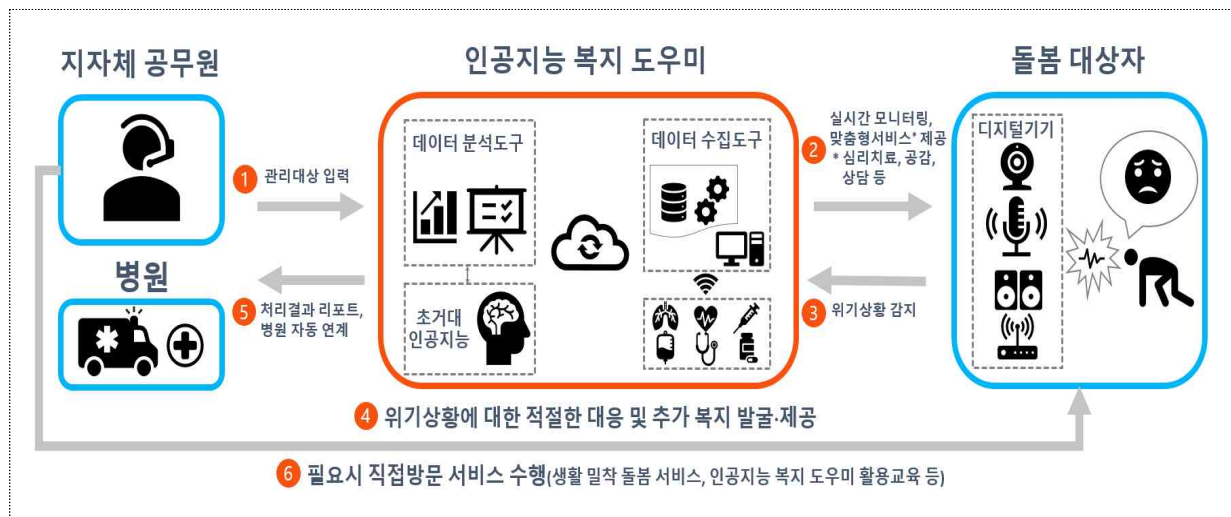 지자체 공무원
인공지능 복지 도우미
돌봄 대상자
데이터 분석도구
데이터 수집도구
초거대
인공지능
디지털기기
병원
1 관리대상 입력
2 실시간 모니터링,
맞춤형서비스* 제공
* 심리치료, 공감,
상담 등
3 위기상황 감지
4 위기상황에 대한 적절한 대응 및 추가 복지 발굴·제공
5 처리결과 리포트,
병원 자동 연계
6 필요시 직접방문 서비스 수행(생활 밀착 돌봄 서비스, 인공지능 복지 도우미 활용교육 등)